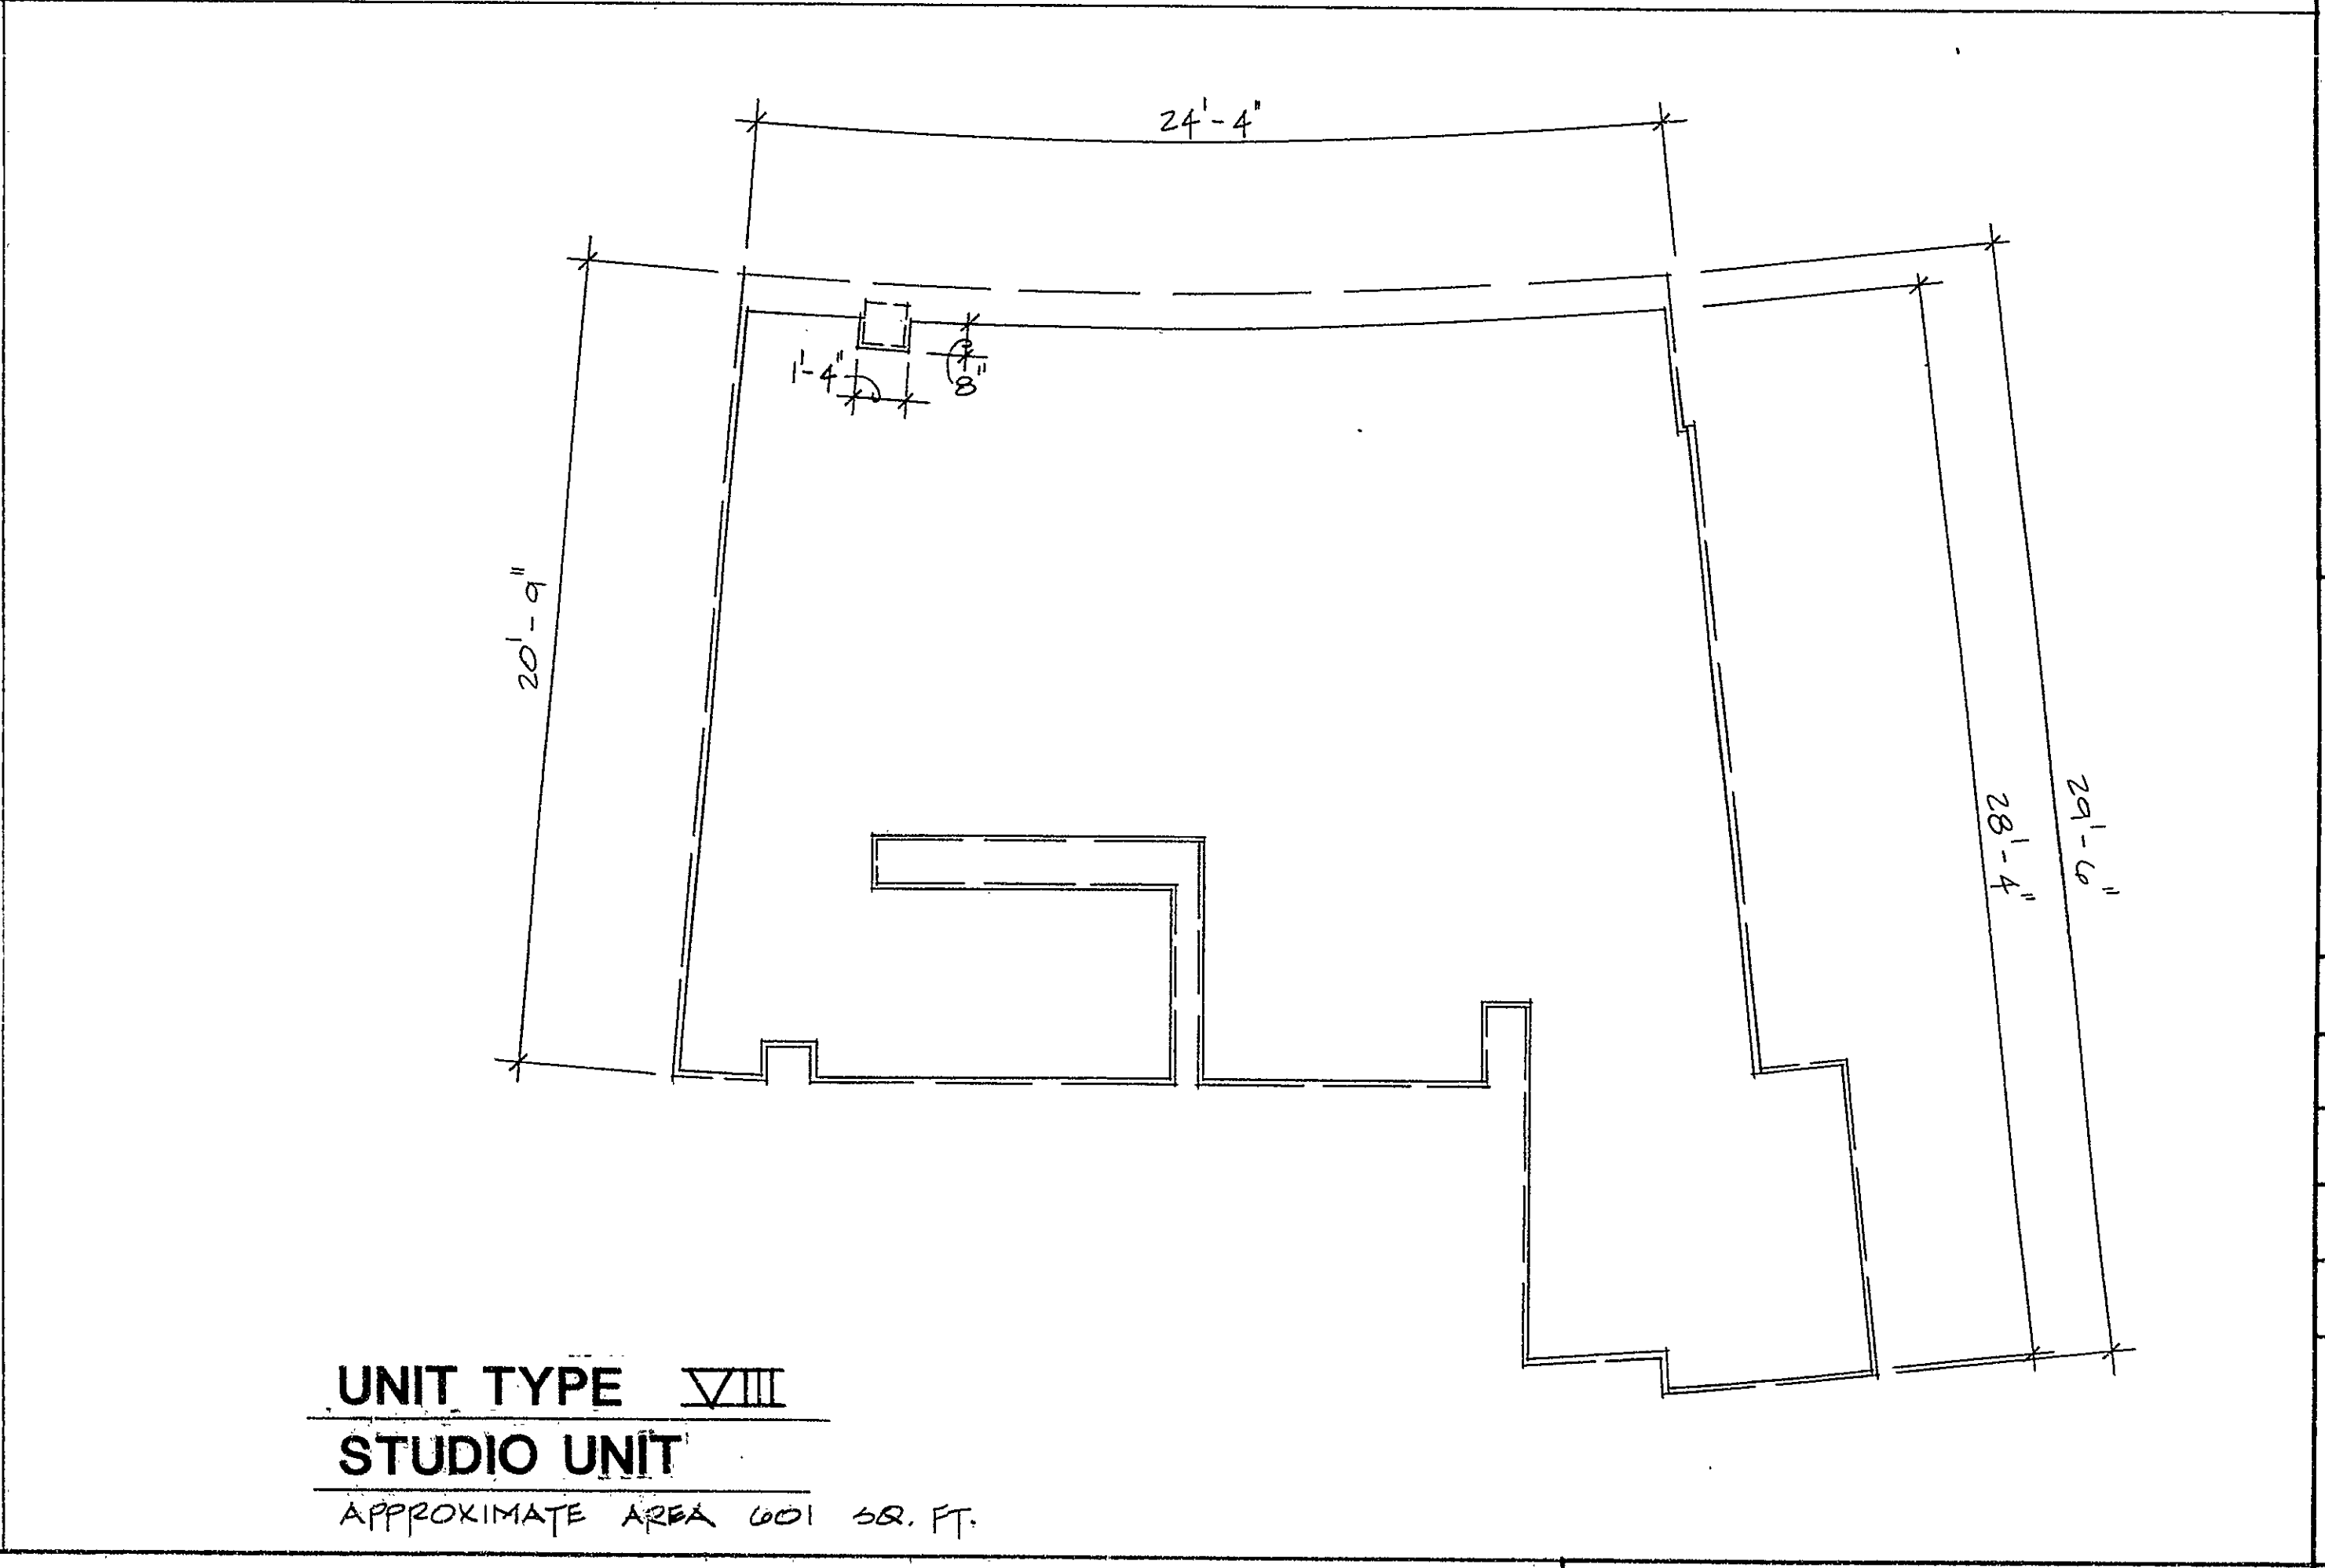 24'-4"
1'-4"
8"
20'-9"
28'-4"
29'-6"
UNIT TYPE VIII
STUDIO UNIT
APPROXIMATE AREA 601 SQ. FT.